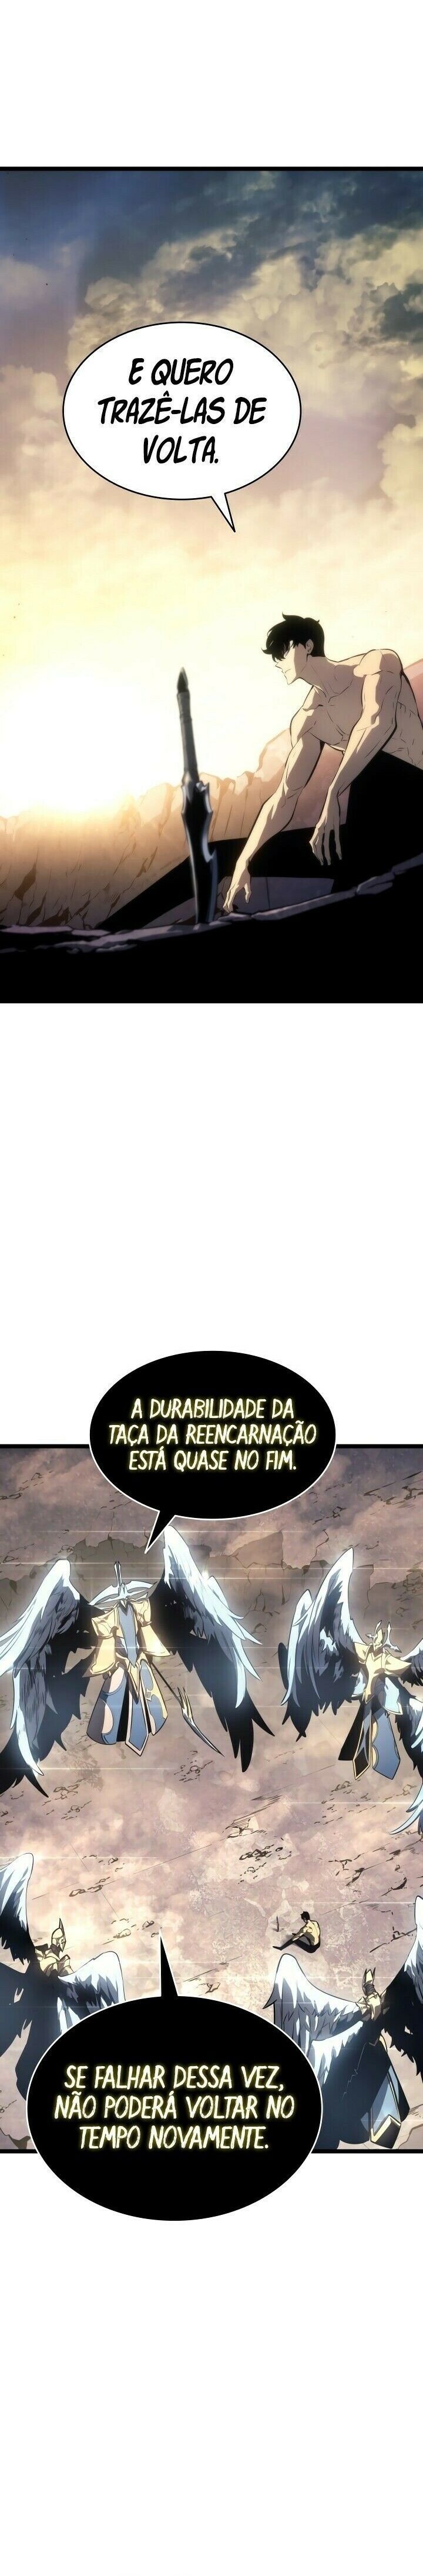 E QUERO
TRAZÊ-LAS DE
VOLTA.
A DURABILIDADE DA
TAÇA DA REENCARNAÇÃO
ESTÁ QUASE NO FIM.
SE FALHAR DESSA VEZ,
NÃO PODERÁ VOLTAR NO
TEMPO NOVAMENTE.